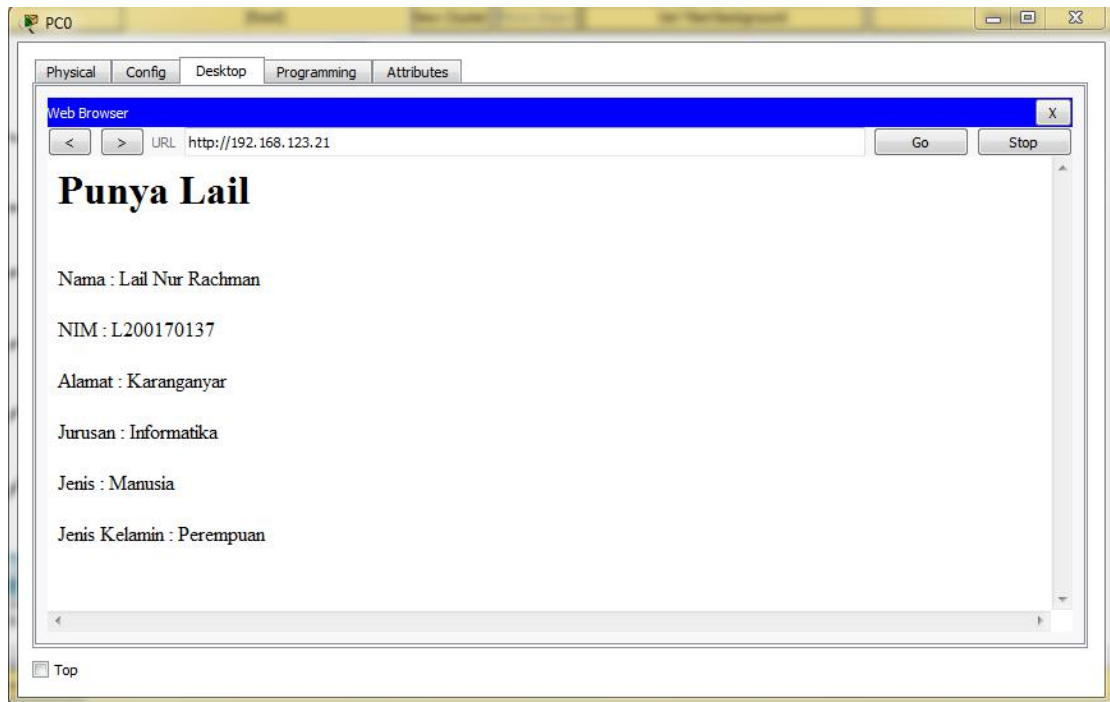 PC0
Physical Config Desktop Programming Attributes
Web Browser X
< > URL http://192.168.123.21 Go Stop
Punya Lail
Nama : Lail Nur Rachman
NIM : L200170137
Alamat : Karanganyar
Jurusan : Informatika
Jenis : Manusia
Jenis Kelamin : Perempuan
Top